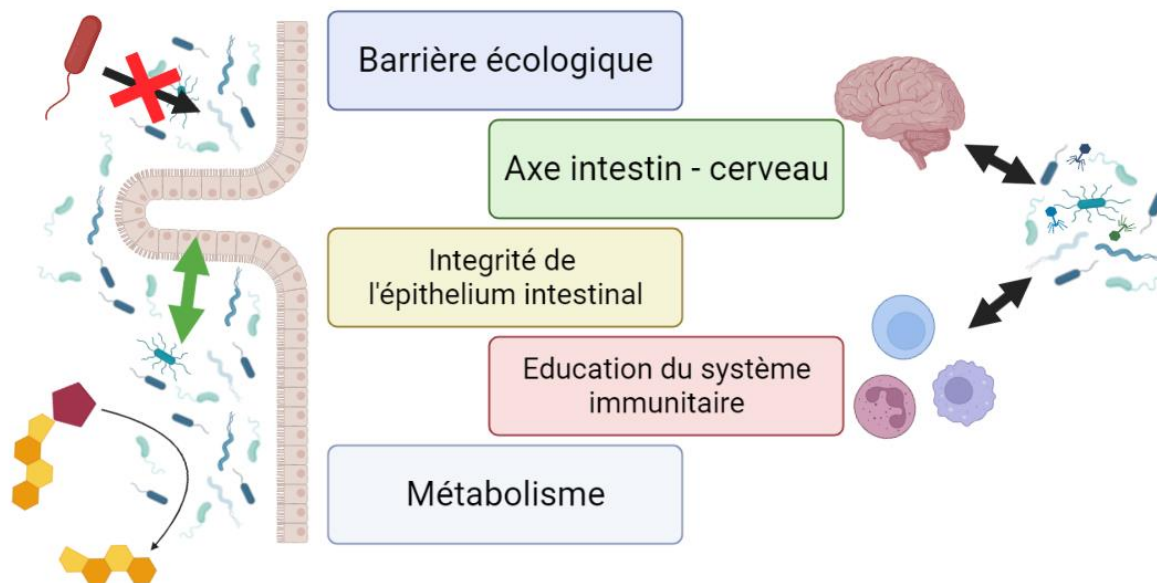 Barrière écologique
Axe intestin - cerveau
Integrité de
l'épithelium intestinal
Education du système
immunitaire
Métabolisme